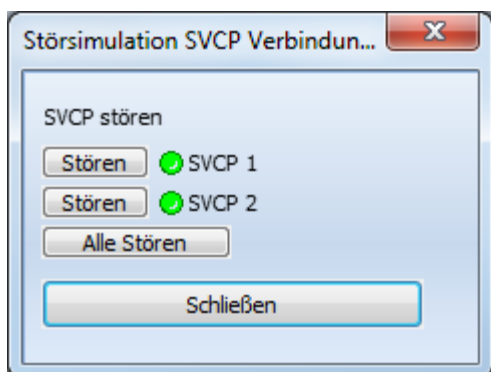 Störsimulation SVCP Verbindun...
SVCP stören
Stören SVCP 1
Stören SVCP 2
Alle Stören
Schließen